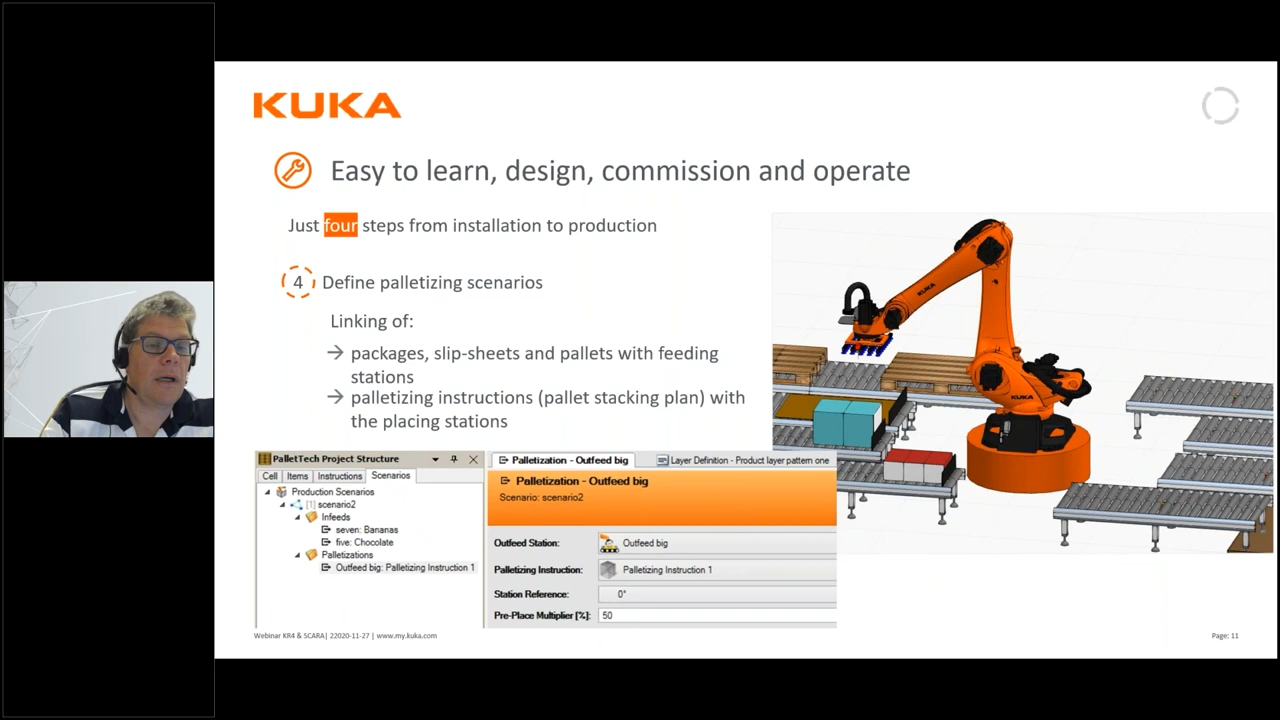 KUKA
Easy to learn, design, commission and operate
Just four steps from installation to production
4 Define palletizing scenarios
Linking of:
→ packages, slip-sheets and pallets with feeding
stations
→ palletizing instructions (pallet stacking plan) with
the placing stations
KUKA
KUKA
PalletTech Project Structure
Cell Items Instructions Scenarios
Production Scenarios
[1] scenario2
Infeeds
seven: Bananas
five: Chocolate
Palletizations
Outfeed big: Palletizing Instruction 1
Palletization - Outfeed big
Layer Definition - Product layer pattern one
Palletization - Outfeed big
Scenario: scenario2
Outfeed Station: Outfeed big
Palletizing Instruction: Palletizing Instruction 1
Station Reference: 0°
Pre-Place Multiplier [%]: 50
Webinar KR4 & SCARA| 22020-11-27 | www.my.kuka.com
Page: 11